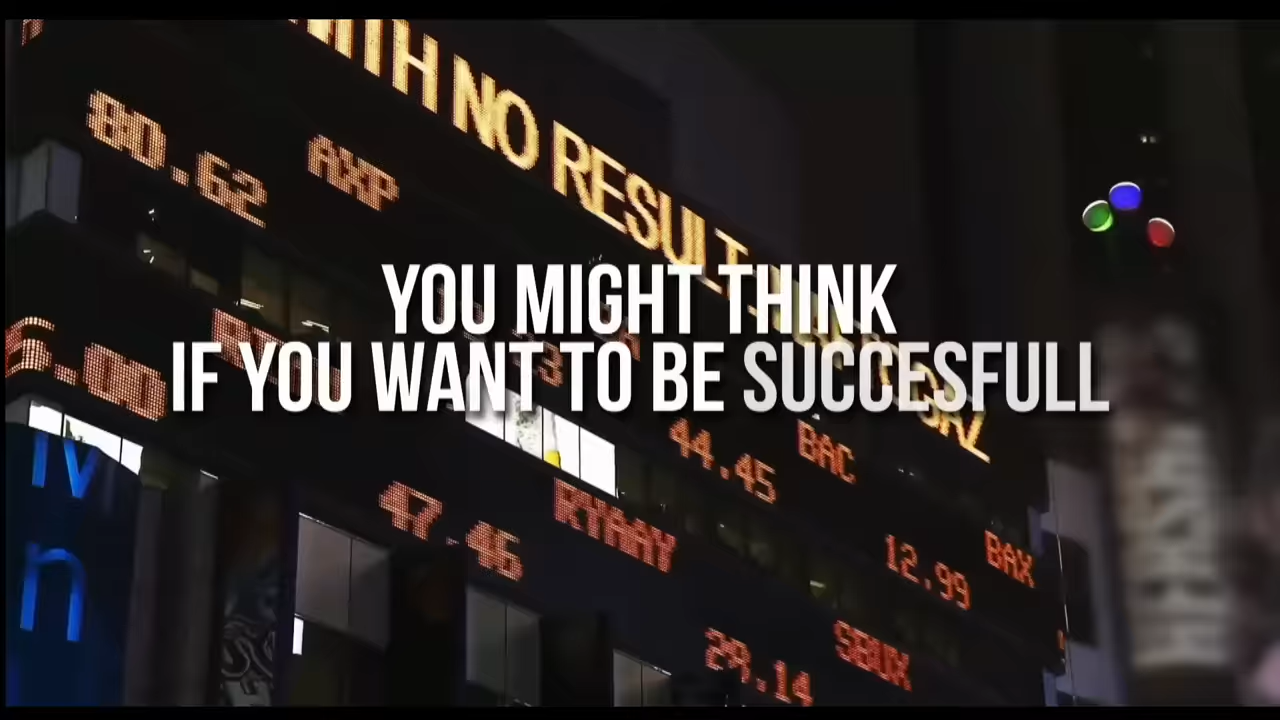 NO RESULT
80.62 AXP
YOU MIGHT THINK
IF YOU WANT TO BE SUCCESFULL
44.45 BAC
47.46 RYAAY
12.99 BAX
29.14 SBUX